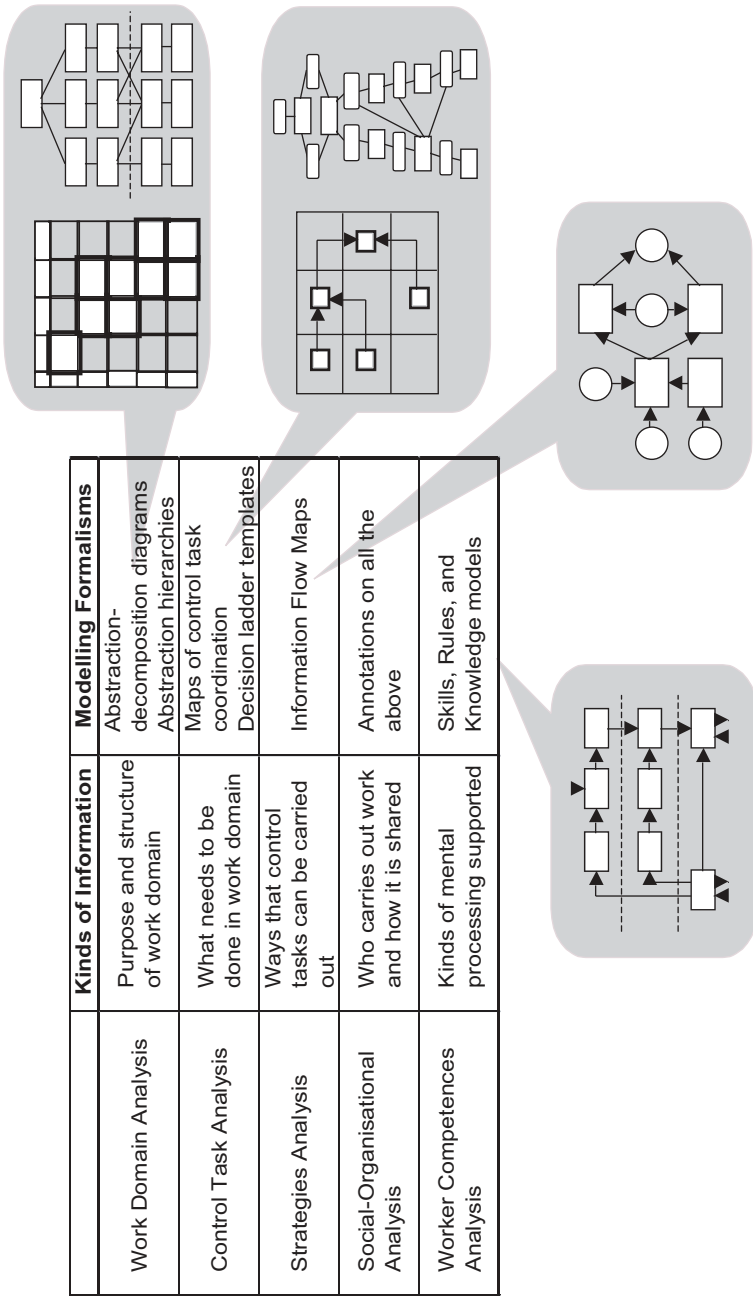 Kinds of Information
Modelling Formalisms
Work Domain Analysis
Purpose and structure
of work domain
Abstraction-
decomposition diagrams
Abstraction hierarchies
Control Task Analysis
What needs to be
done in work domain
Maps of control task
coordination
Decision ladder templates
Strategies Analysis
Ways that control
tasks can be carried
out
Information Flow Maps
Social-Organisational
Analysis
Who carries out work
and how it is shared
Annotations on all the
above
Worker Competences
Analysis
Kinds of mental
processing supported
Skills, Rules, and
Knowledge models